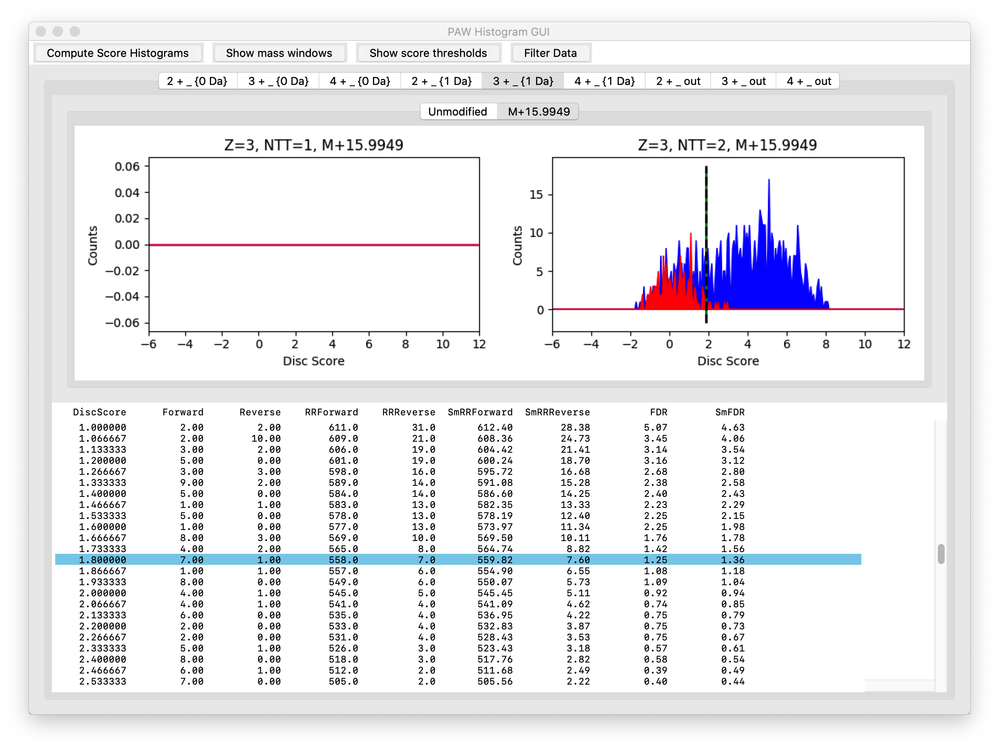 PAW Histogram GUI
Compute Score Histograms Show mass windows Show score thresholds Filter Data
2 + _ {0 Da} 3 + _ {0 Da} 4 + _ {0 Da} 2 + _ {1 Da} 3 + _ {1 Da} 4 + _ {1 Da} 2 + _ out 3 + _ out 4 + _ out
Unmodified M+15.9949
Z=3, NTT=1, M+15.9949
0.06
0.04
0.02
0.00
−0.02
−0.04
−0.06
Counts
−6 −4 −2 0 2 4 6 8 10 12
Disc Score
Z=3, NTT=2, M+15.9949
15
10
5
0
Counts
−6 −4 −2 0 2 4 6 8 10 12
Disc Score
DiscScore Forward Reverse RRForward RRReverse SmRRForward SmRRReverse FDR SmFDR
1.000000 2.00 2.00 611.0 31.0 612.40 28.38 5.07 4.63
1.066667 2.00 10.00 609.0 21.0 608.36 24.73 3.45 4.06
1.133333 3.00 2.00 606.0 19.0 604.42 21.41 3.14 3.54
1.200000 5.00 0.00 601.0 19.0 600.24 18.70 3.16 3.12
1.266667 3.00 3.00 598.0 16.0 595.72 16.68 2.68 2.80
1.333333 9.00 2.00 589.0 14.0 591.08 15.28 2.38 2.58
1.400000 5.00 0.00 584.0 14.0 586.60 14.25 2.40 2.43
1.466667 1.00 1.00 583.0 13.0 582.35 13.33 2.23 2.29
1.533333 5.00 0.00 578.0 13.0 578.19 12.40 2.25 2.15
1.600000 1.00 0.00 577.0 13.0 573.97 11.34 2.25 1.98
1.666667 8.00 3.00 569.0 10.0 569.50 10.11 1.76 1.78
1.733333 4.00 2.00 565.0 8.0 564.74 8.82 1.42 1.56
1.800000 7.00 1.00 558.0 7.0 559.82 7.60 1.25 1.36
1.866667 1.00 1.00 557.0 6.0 554.90 6.55 1.08 1.18
1.933333 8.00 0.00 549.0 6.0 550.07 5.73 1.09 1.04
2.000000 4.00 1.00 545.0 5.0 545.45 5.11 0.92 0.94
2.066667 4.00 1.00 541.0 4.0 541.09 4.62 0.74 0.85
2.133333 6.00 0.00 535.0 4.0 536.95 4.22 0.75 0.79
2.200000 2.00 0.00 533.0 4.0 532.83 3.87 0.75 0.73
2.266667 2.00 0.00 531.0 4.0 528.43 3.53 0.75 0.67
2.333333 5.00 1.00 526.0 3.0 523.43 3.18 0.57 0.61
2.400000 8.00 0.00 518.0 3.0 517.76 2.82 0.58 0.54
2.466667 6.00 1.00 512.0 2.0 511.68 2.49 0.39 0.49
2.533333 7.00 0.00 505.0 2.0 505.56 2.22 0.40 0.44